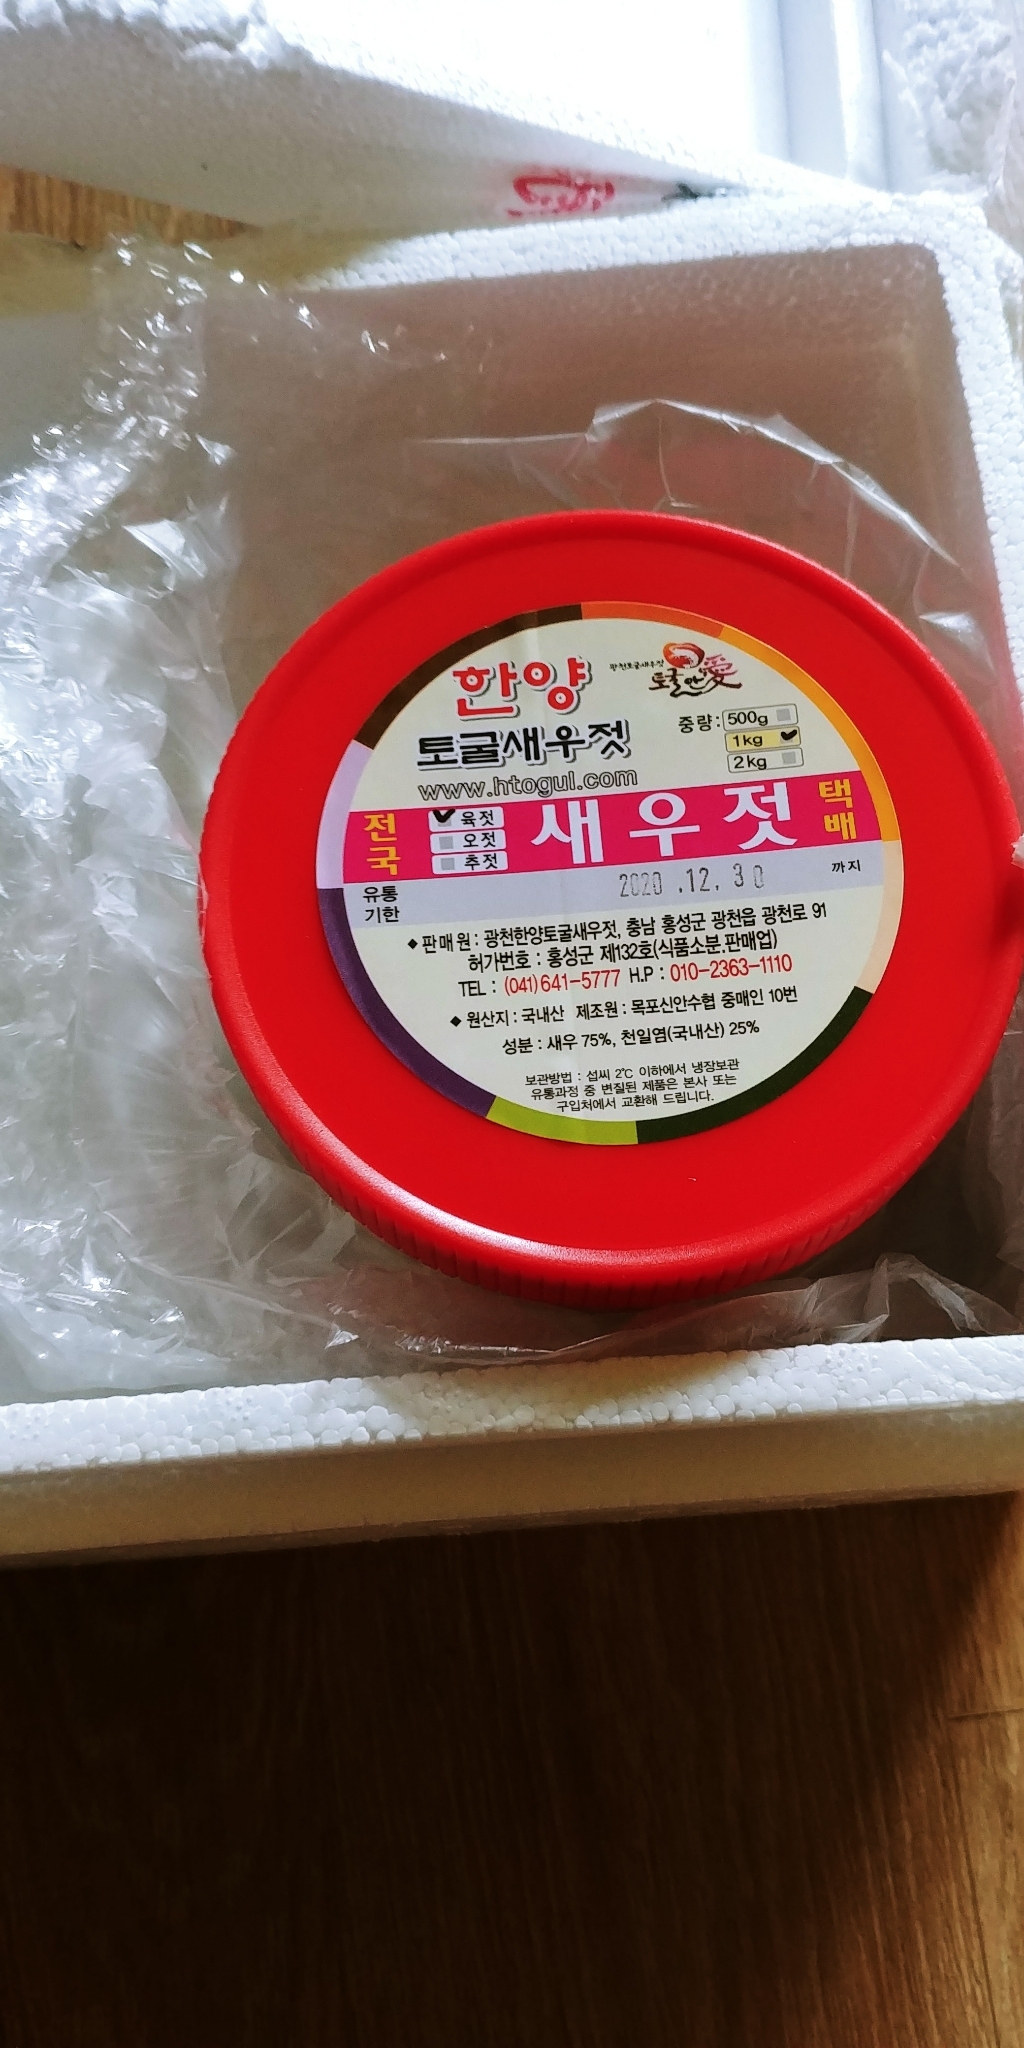 한양
광천토굴새우젓
토굴안愛
토굴새우젓
www.htogul.com
중량: 500g
1kg ✔
2kg
전국
✔ 육젓
오젓
추젓
새우젓
택배
유통기한
2020 .12. 30
까지
◆ 판매원 : 광천한양토굴새우젓, 충남 홍성군 광천읍 광천로 91
허가번호 : 홍성군 제132호(식품소분.판매업)
TEL : (041)641-5777 H.P : 010-2363-1110
◆ 원산지 : 국내산 제조원 : 목포신안수협 중매인 10번
성분 : 새우 75%, 천일염(국내산) 25%
보관방법 : 섭씨 2℃ 이하에서 냉장보관
유통과정 중 변질된 제품은 본사 또는
구입처에서 교환해 드립니다.